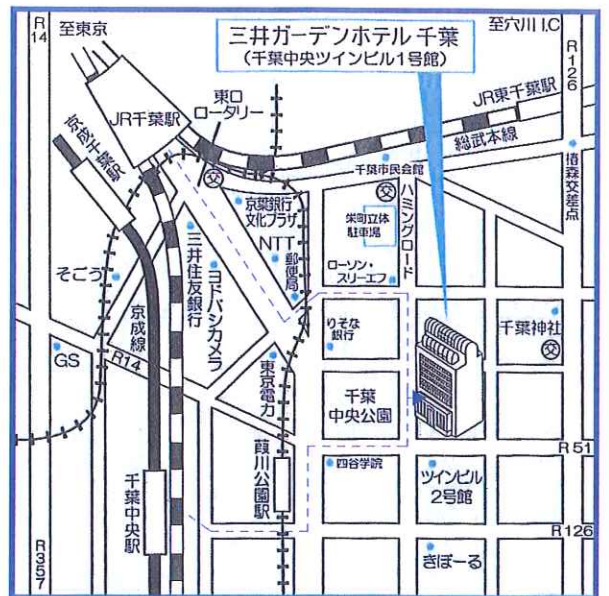 R14
至東京
三井ガーデンホテル 千葉
(千葉中央ツインビル1号館)
至穴川 I.C
R126
JR千葉駅
東口
ロータリー
JR東千葉駅
総武本線
京成千葉駅
交
千葉市民会館
椿森交差点
京葉銀行
文化プラザ
交
ハミングロード
栄町立体
駐車場
NTT
郵便局
三井住友銀行
ヨドバシカメラ
そごう
ローソン・
スリーエフ
りそな
銀行
千葉神社
交
京成線
GS
R14
東京電力
千葉
中央公園
葭川公園駅
R51
四谷学院
ツインビル
2号館
千葉中央駅
R126
R357
きぼーる